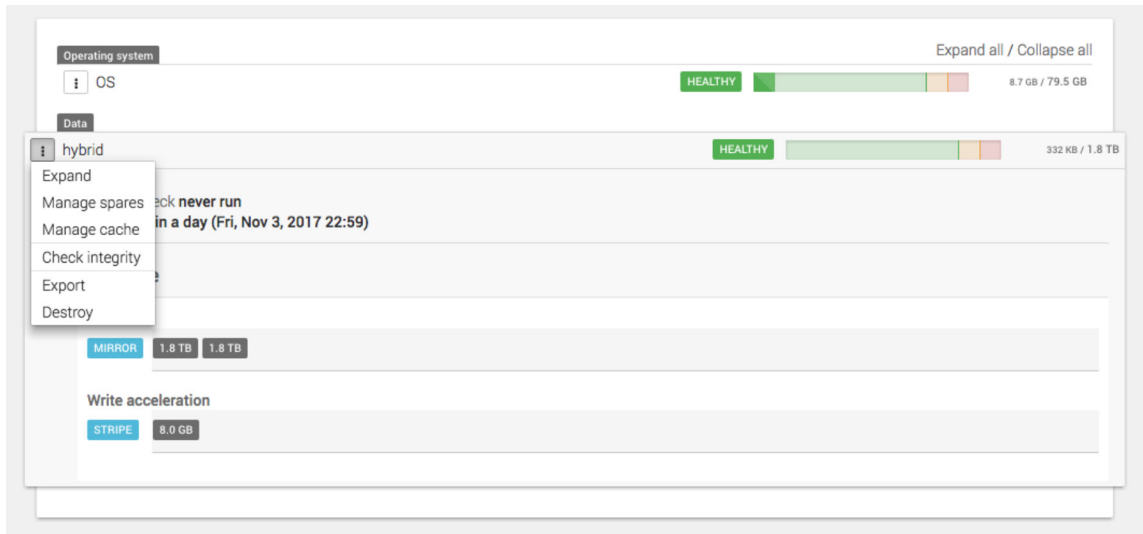 Expand all / Collapse all
Operating system
OS HEALTHY 8.7 GB / 79.5 GB
Data
hybrid HEALTHY 332 KB / 1.8 TB
Expand
Manage spares never run
Manage cache in a day (Fri, Nov 3, 2017 22:59)
Check integrity
Export
Destroy
MIRROR 1.8 TB 1.8 TB
Write acceleration
STRIPE 8.0 GB